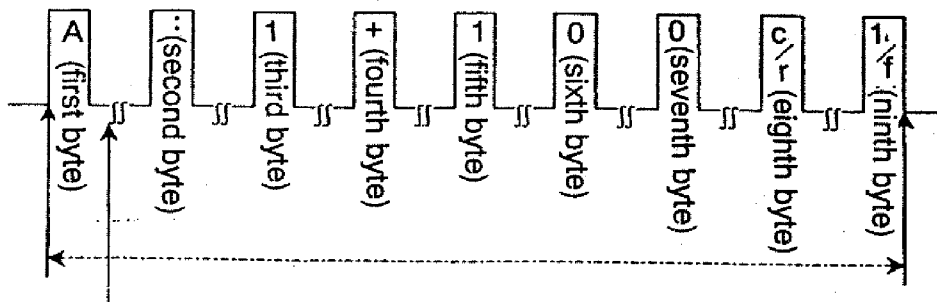 A (first byte)
: (second byte)
1 (third byte)
+ (fourth byte)
1 (fifth byte)
0 (sixth byte)
0 (seventh byte)
c/r (eighth byte)
(ninth byte)